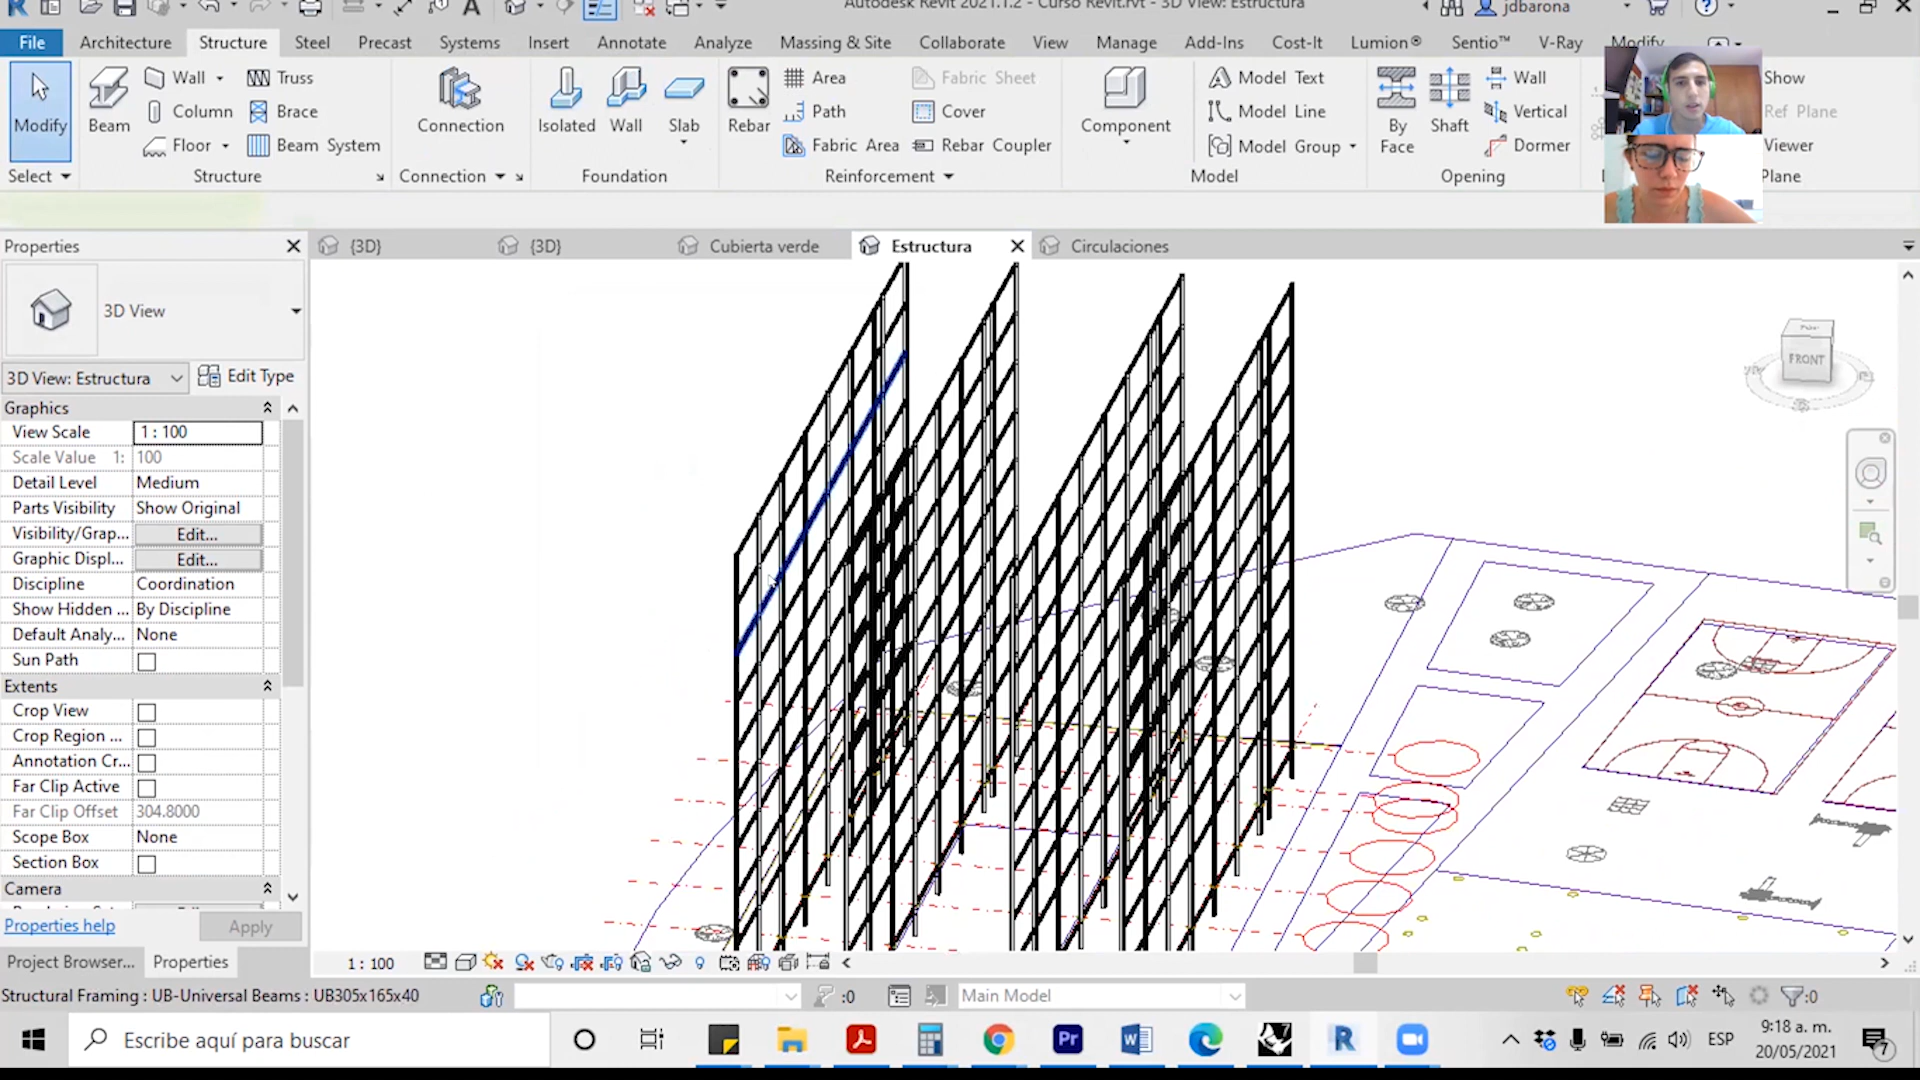 Autodesk Revit 2021.1.2 - Curso Revit.rvt - 3D View: Estructura
jdbarona
File Architecture Structure Steel Precast Systems Insert Annotate Analyze Massing & Site Collaborate View Manage Add-Ins Cost-It Lumion® Sentio™ V-Ray Modify
Modify
Select
Beam
Wall
Column
Floor
Truss
Brace
Beam System
Structure
Connection
Connection
Isolated
Wall
Slab
Foundation
Rebar
Area
Path
Fabric Area
Fabric Sheet
Cover
Rebar Coupler
Reinforcement
Component
Model Text
Model Line
Model Group
Model
By
Face
Shaft
Wall
Vertical
Dormer
Opening
Show
Ref Plane
Viewer
Plane
Properties
{3D}
{3D}
Cubierta verde
Estructura
Circulaciones
3D View
3D View: Estructura
Edit Type
Graphics
View Scale 1 : 100
Scale Value 1: 100
Detail Level Medium
Parts Visibility Show Original
Visibility/Grap... Edit...
Graphic Displ... Edit...
Discipline Coordination
Show Hidden ... By Discipline
Default Analy... None
Sun Path
Extents
Crop View
Crop Region ...
Annotation Cr...
Far Clip Active
Far Clip Offset 304.8000
Scope Box None
Section Box
Camera
Properties help
Apply
Project Browser...
Properties
FRONT
1 : 100
Structural Framing : UB-Universal Beams : UB305x165x40
:0
Main Model
:0
Escribe aquí para buscar
Pr
ESP
9:18 a. m.
20/05/2021
7